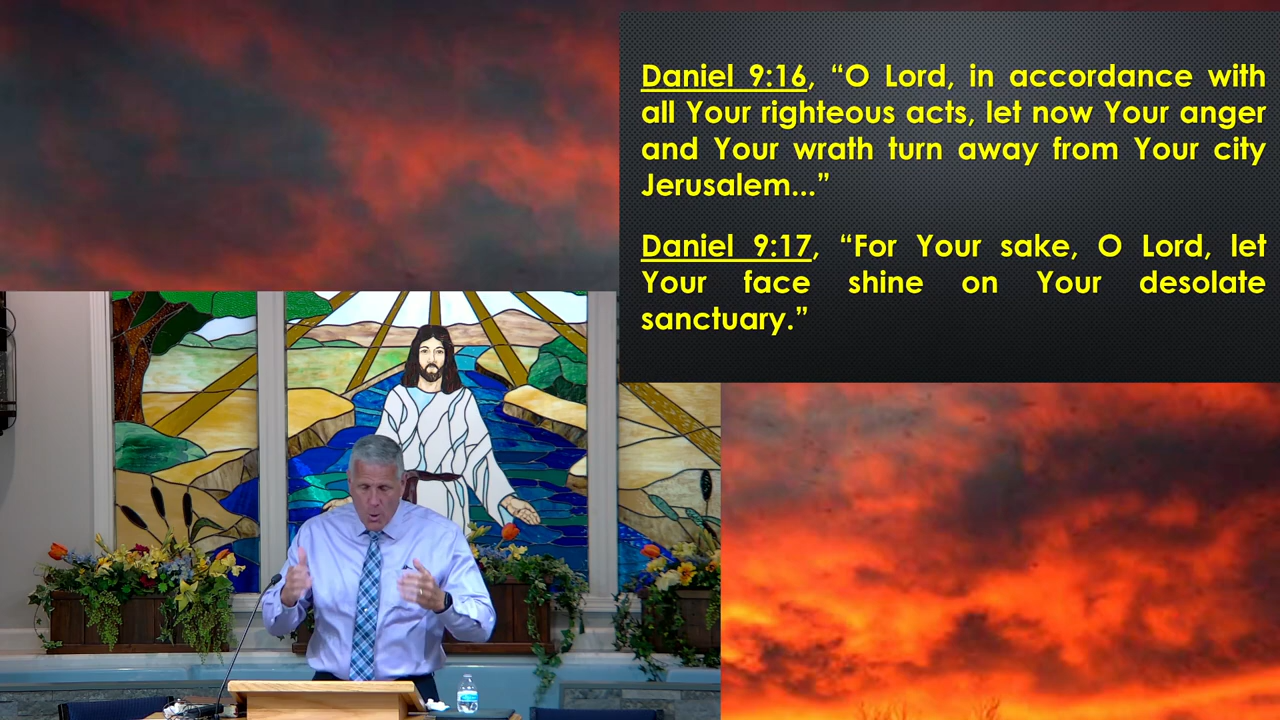 Daniel 9:16, “O Lord, in accordance with
all Your righteous acts, let now Your anger
and Your wrath turn away from Your city
Jerusalem...”
Daniel 9:17, “For Your sake, O Lord, let
Your face shine on Your desolate
sanctuary.”